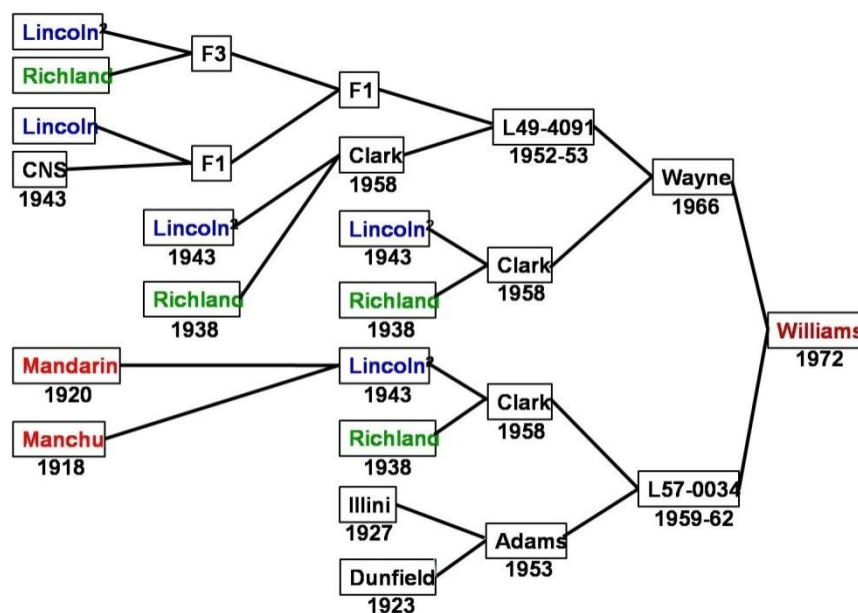 Lincoln²
Richland
F3
F1
Lincoln
CNS
1943
F1
L49-4091
1952-53
Clark
1958
Wayne
1966
Lincoln²
1943
Lincoln²
1943
Clark
1958
Richland
1938
Richland
1938
Williams
1972
Mandarin
1920
Lincoln²
1943
Manchu
1918
Clark
1958
Richland
1938
L57-0034
1959-62
Illini
1927
Adams
1953
Dunfield
1923